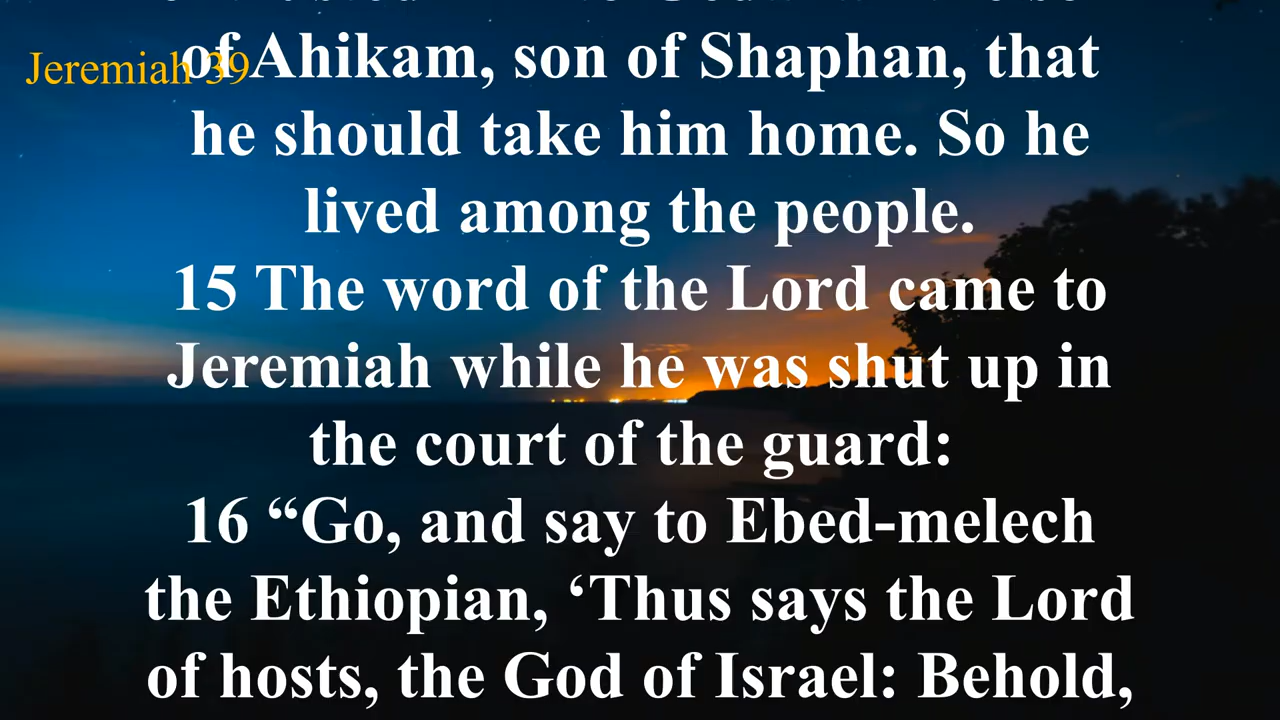 Jeremiah 39
of Ahikam, son of Shaphan, that
he should take him home. So he
lived among the people.
15 The word of the Lord came to
Jeremiah while he was shut up in
the court of the guard:
16 “Go, and say to Ebed-melech
the Ethiopian, ‘Thus says the Lord
of hosts, the God of Israel: Behold,